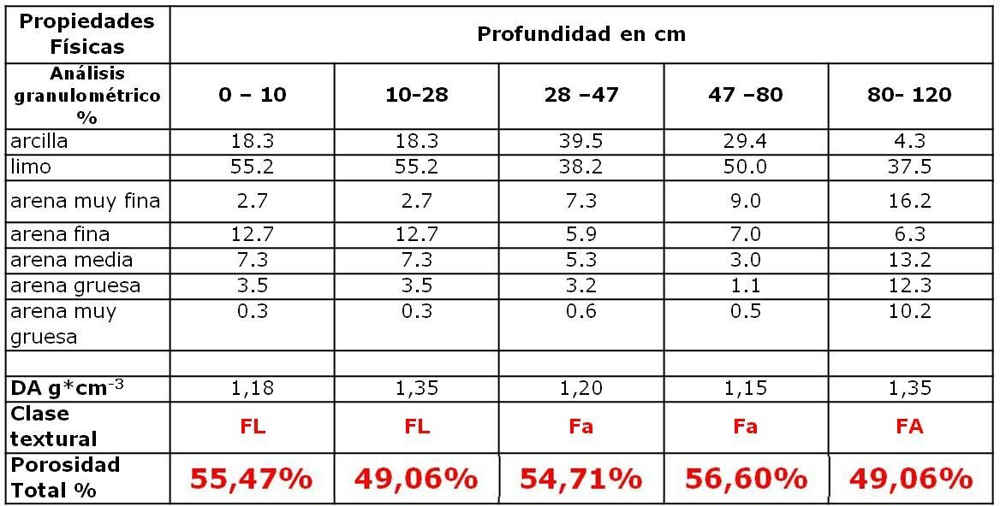 Propiedades
Físicas
Profundidad en cm
Análisis
granulométrico
%
0 – 10 10-28 28 –47 47 –80 80- 120
arcilla 18.3 18.3 39.5 29.4 4.3
limo 55.2 55.2 38.2 50.0 37.5
arena muy fina 2.7 2.7 7.3 9.0 16.2
arena fina 12.7 12.7 5.9 7.0 6.3
arena media 7.3 7.3 5.3 3.0 13.2
arena gruesa 3.5 3.5 3.2 1.1 12.3
arena muy 0.3 0.3 0.6 0.5 10.2
gruesa
DA g*cm⁻³ 1,18 1,35 1,20 1,15 1,35
Clase
textural
FL FL Fa Fa FA
Porosidad
Total %
55,47% 49,06% 54,71% 56,60% 49,06%